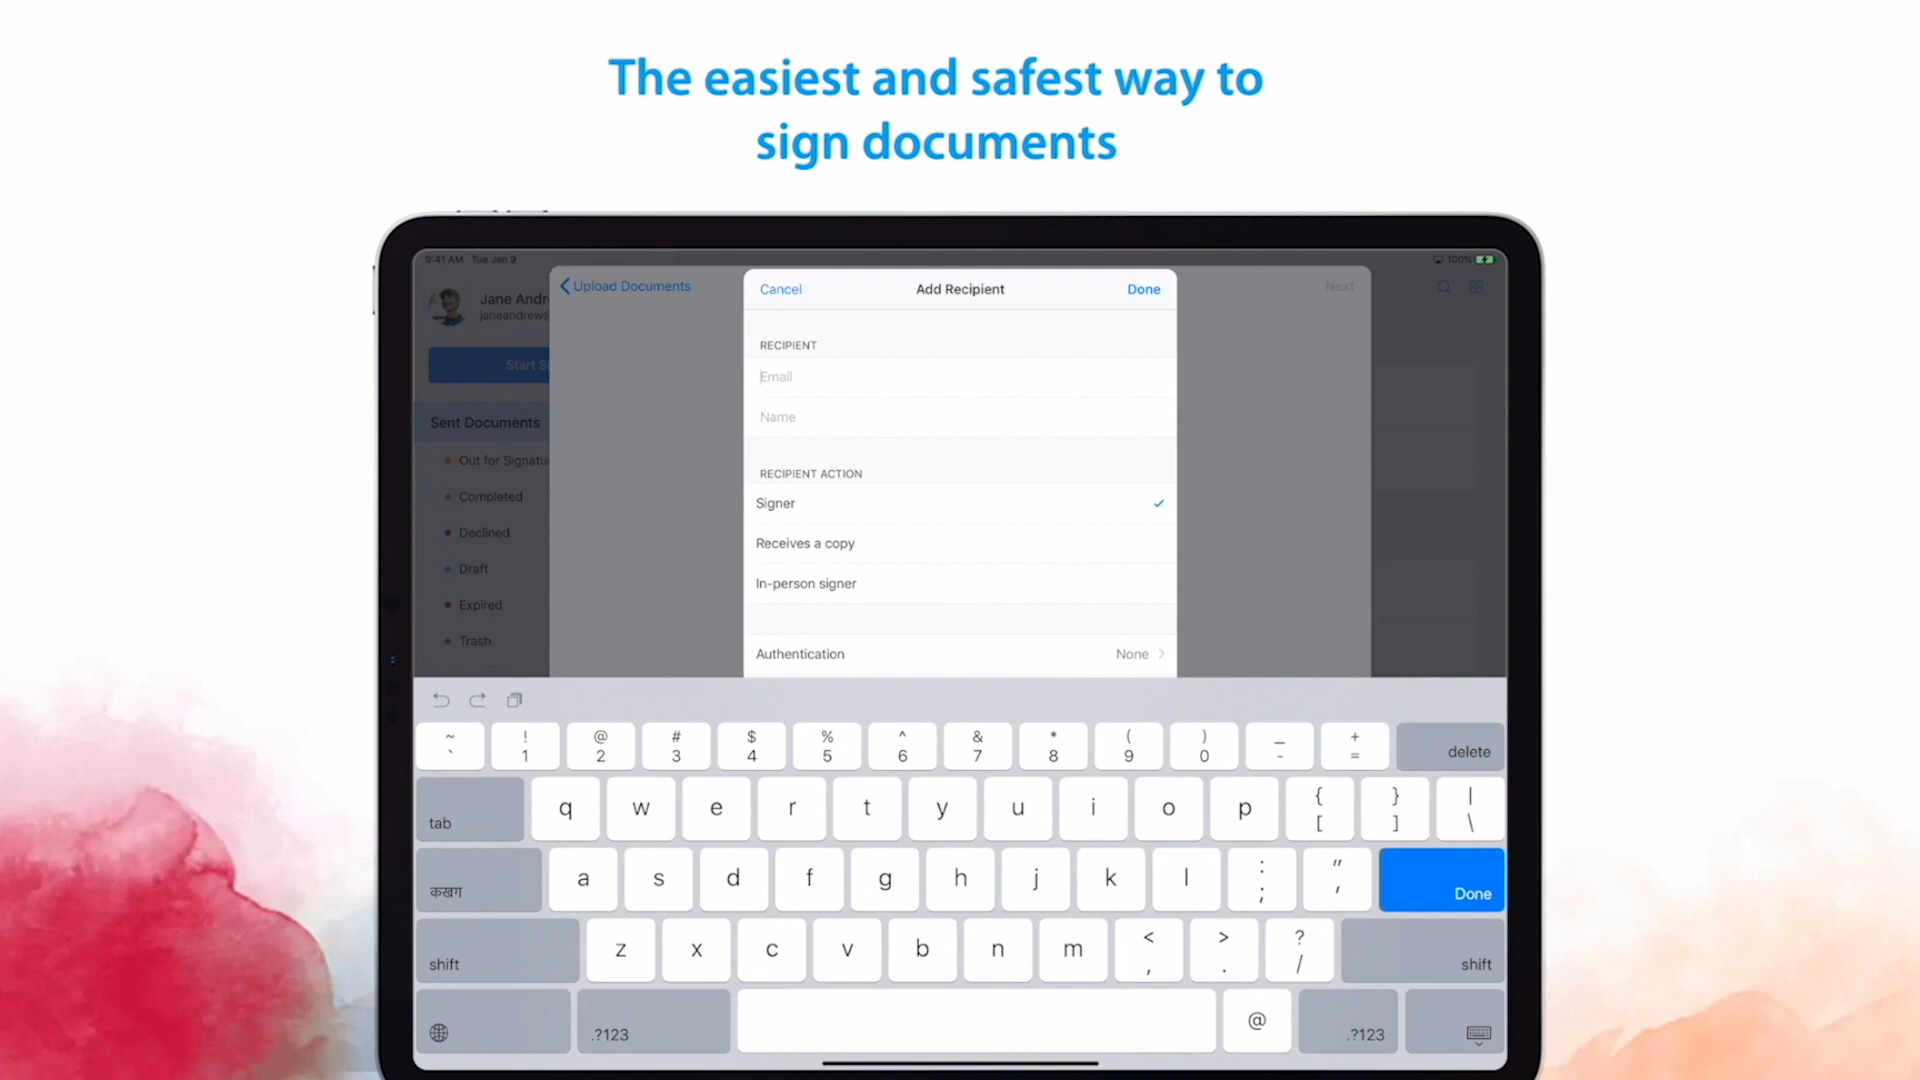 The easiest and safest way to
sign documents
9:41 AM Tue Jan 9
100%
Jane Andr
janeandrew@
Start S
Upload Documents
Next
Cancel
Add Recipient
Done
RECIPIENT
Email
Name
RECIPIENT ACTION
Signer
Receives a copy
In-person signer
Authentication
None
Sent Documents
Out for Signatu
Completed
Declined
Draft
Expired
Trash
~ ! @ # $ % ^ & * ( ) _ +
` 1 2 3 4 5 6 7 8 9 0 - = delete
tab q w e r t y u i o p { [ } ] | \
कखग a s d f g h j k l : ; " ' Done
shift z x c v b n m < , > . ? / shift
.?123 @ .?123